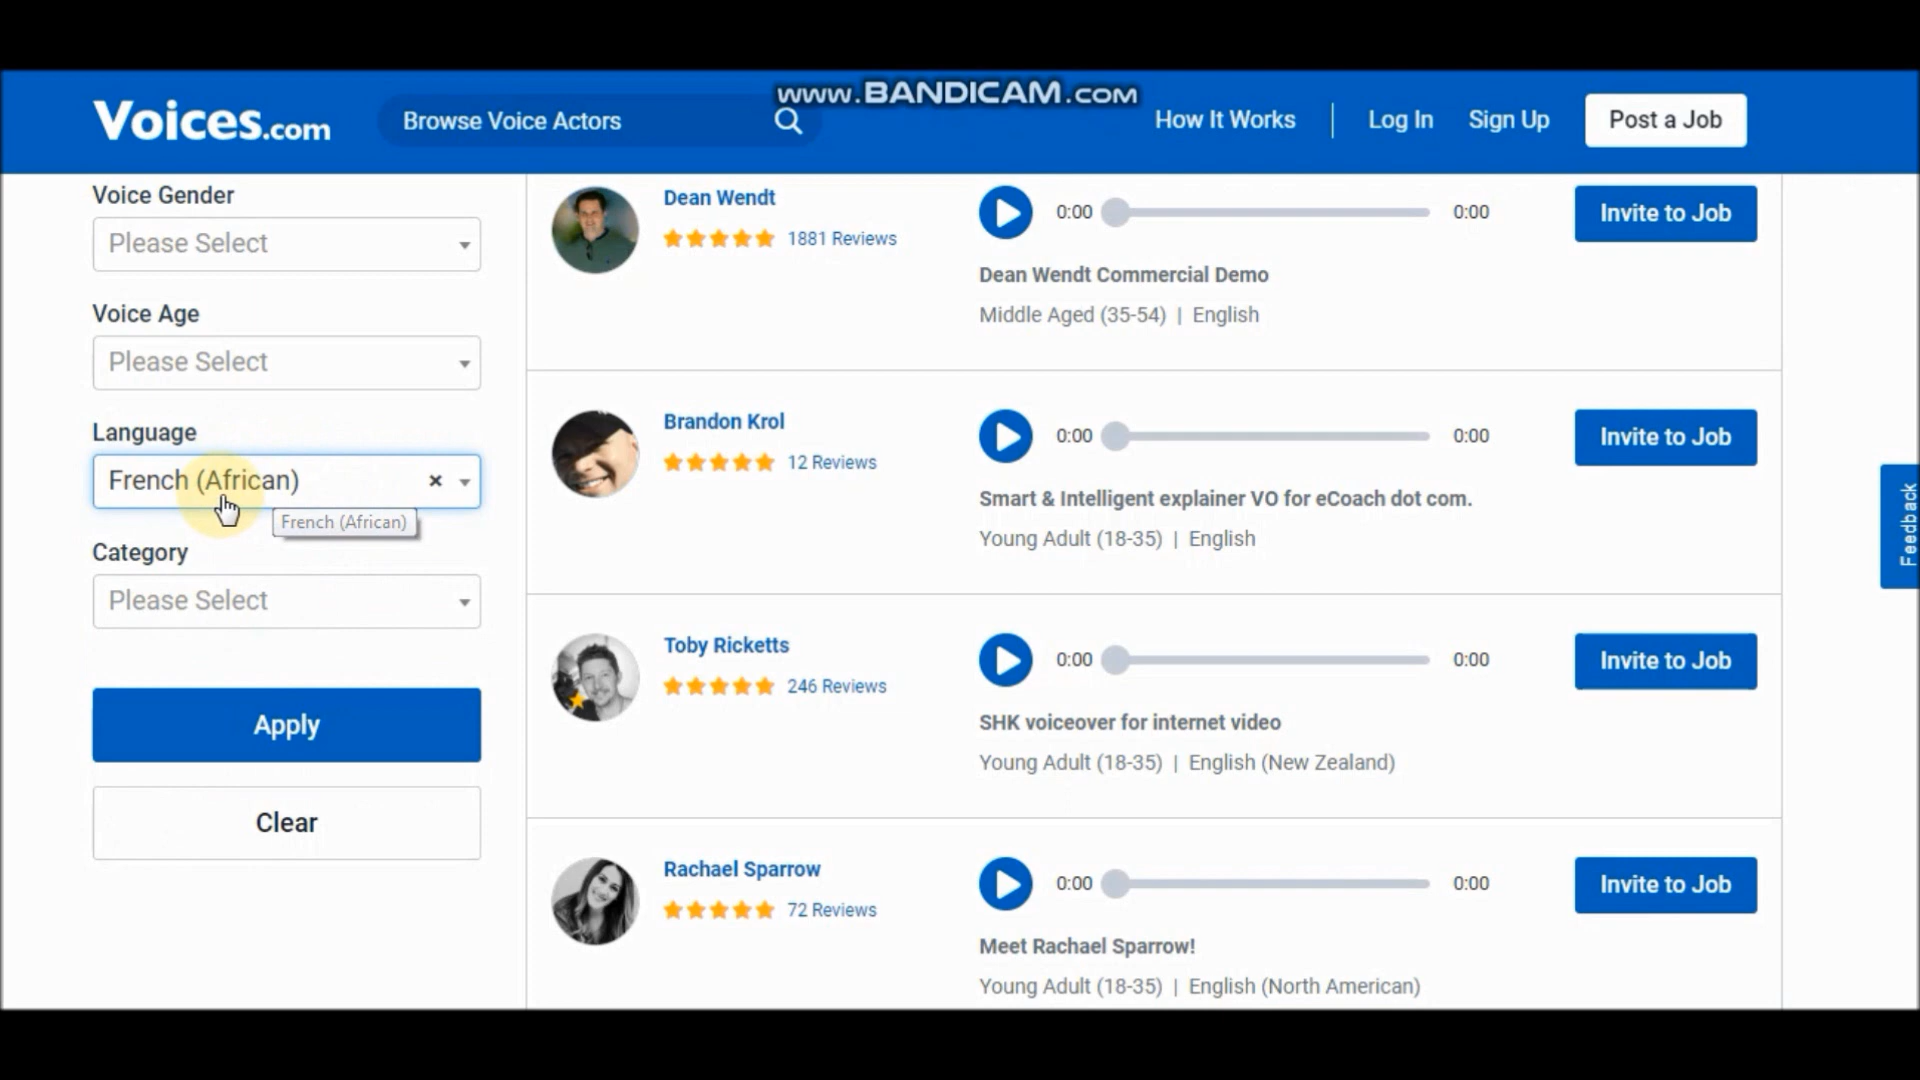 www.BANDICAM.com
Voices.com
Browse Voice Actors
How It Works
Log In
Sign Up
Post a Job
Voice Gender
Please Select
Voice Age
Please Select
Language
French (African) ×
French (African)
Category
Please Select
Apply
Clear
Dean Wendt
1881 Reviews
0:00
0:00
Invite to Job
Dean Wendt Commercial Demo
Middle Aged (35-54) | English
Brandon Krol
12 Reviews
0:00
0:00
Invite to Job
Smart & Intelligent explainer VO for eCoach dot com.
Young Adult (18-35) | English
Toby Ricketts
246 Reviews
0:00
0:00
Invite to Job
SHK voiceover for internet video
Young Adult (18-35) | English (New Zealand)
Rachael Sparrow
72 Reviews
0:00
0:00
Invite to Job
Meet Rachael Sparrow!
Young Adult (18-35) | English (North American)
Feedback